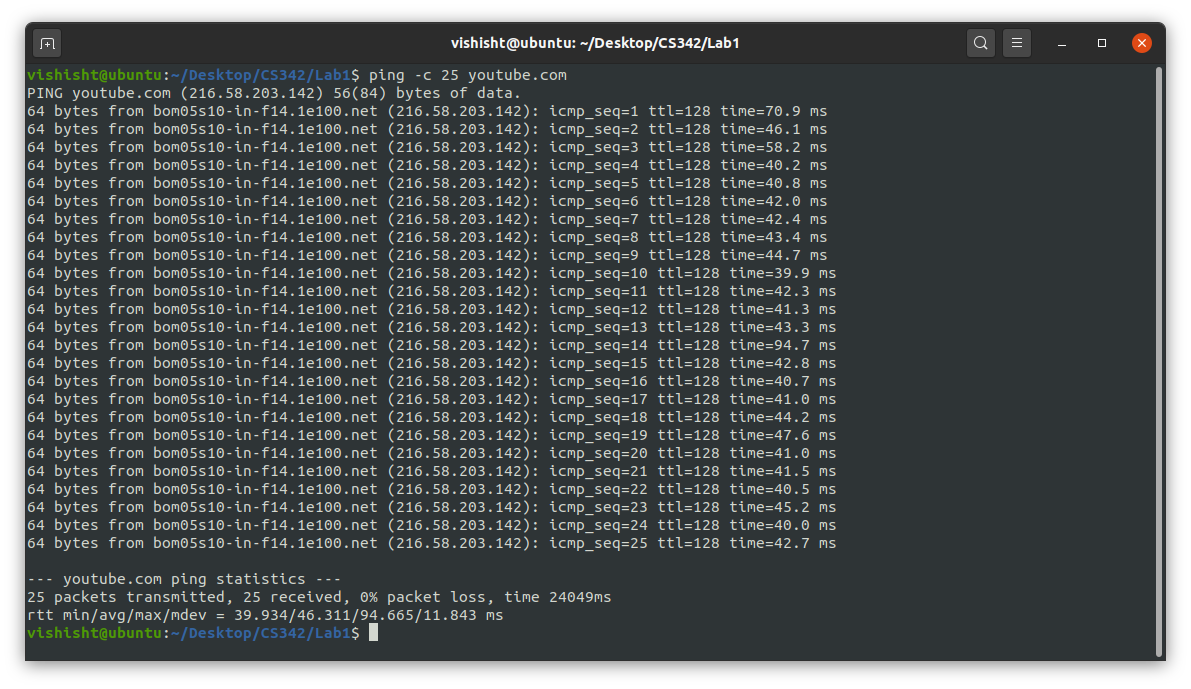 vishisht@ubuntu: ~/Desktop/CS342/Lab1
vishisht@ubuntu:~/Desktop/CS342/Lab1$ ping -c 25 youtube.com
PING youtube.com (216.58.203.142) 56(84) bytes of data.
64 bytes from bom05s10-in-f14.1e100.net (216.58.203.142): icmp_seq=1 ttl=128 time=70.9 ms
64 bytes from bom05s10-in-f14.1e100.net (216.58.203.142): icmp_seq=2 ttl=128 time=46.1 ms
64 bytes from bom05s10-in-f14.1e100.net (216.58.203.142): icmp_seq=3 ttl=128 time=58.2 ms
64 bytes from bom05s10-in-f14.1e100.net (216.58.203.142): icmp_seq=4 ttl=128 time=40.2 ms
64 bytes from bom05s10-in-f14.1e100.net (216.58.203.142): icmp_seq=5 ttl=128 time=40.8 ms
64 bytes from bom05s10-in-f14.1e100.net (216.58.203.142): icmp_seq=6 ttl=128 time=42.0 ms
64 bytes from bom05s10-in-f14.1e100.net (216.58.203.142): icmp_seq=7 ttl=128 time=42.4 ms
64 bytes from bom05s10-in-f14.1e100.net (216.58.203.142): icmp_seq=8 ttl=128 time=43.4 ms
64 bytes from bom05s10-in-f14.1e100.net (216.58.203.142): icmp_seq=9 ttl=128 time=44.7 ms
64 bytes from bom05s10-in-f14.1e100.net (216.58.203.142): icmp_seq=10 ttl=128 time=39.9 ms
64 bytes from bom05s10-in-f14.1e100.net (216.58.203.142): icmp_seq=11 ttl=128 time=42.3 ms
64 bytes from bom05s10-in-f14.1e100.net (216.58.203.142): icmp_seq=12 ttl=128 time=41.3 ms
64 bytes from bom05s10-in-f14.1e100.net (216.58.203.142): icmp_seq=13 ttl=128 time=43.3 ms
64 bytes from bom05s10-in-f14.1e100.net (216.58.203.142): icmp_seq=14 ttl=128 time=94.7 ms
64 bytes from bom05s10-in-f14.1e100.net (216.58.203.142): icmp_seq=15 ttl=128 time=42.8 ms
64 bytes from bom05s10-in-f14.1e100.net (216.58.203.142): icmp_seq=16 ttl=128 time=40.7 ms
64 bytes from bom05s10-in-f14.1e100.net (216.58.203.142): icmp_seq=17 ttl=128 time=41.0 ms
64 bytes from bom05s10-in-f14.1e100.net (216.58.203.142): icmp_seq=18 ttl=128 time=44.2 ms
64 bytes from bom05s10-in-f14.1e100.net (216.58.203.142): icmp_seq=19 ttl=128 time=47.6 ms
64 bytes from bom05s10-in-f14.1e100.net (216.58.203.142): icmp_seq=20 ttl=128 time=41.0 ms
64 bytes from bom05s10-in-f14.1e100.net (216.58.203.142): icmp_seq=21 ttl=128 time=41.5 ms
64 bytes from bom05s10-in-f14.1e100.net (216.58.203.142): icmp_seq=22 ttl=128 time=40.5 ms
64 bytes from bom05s10-in-f14.1e100.net (216.58.203.142): icmp_seq=23 ttl=128 time=45.2 ms
64 bytes from bom05s10-in-f14.1e100.net (216.58.203.142): icmp_seq=24 ttl=128 time=40.0 ms
64 bytes from bom05s10-in-f14.1e100.net (216.58.203.142): icmp_seq=25 ttl=128 time=42.7 ms
--- youtube.com ping statistics ---
25 packets transmitted, 25 received, 0% packet loss, time 24049ms
rtt min/avg/max/mdev = 39.934/46.311/94.665/11.843 ms
vishisht@ubuntu:~/Desktop/CS342/Lab1$